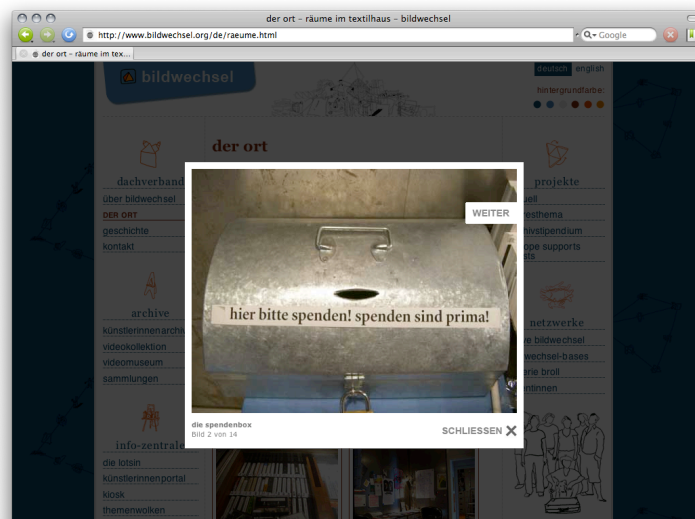 der ort – räume im textilhaus – bildwechsel
http://www.bildwechsel.org/de/raeume.html
Google
der ort – räume im tex...
bildwechsel
deutsch english
hintergrundfarbe:
der ort
dachverband
über bildwechsel
DER ORT
geschichte
kontakt
archive
künstlerinnenarchiv
videokollektion
videomuseum
sammlungen
info-zentrale
die lotsin
künstlerinnenportal
kiosk
themenwolken
WEITER
hier bitte spenden! spenden sind prima!
die spendenbox
Bild 2 von 14
SCHLIESSEN
projekte
netzwerke